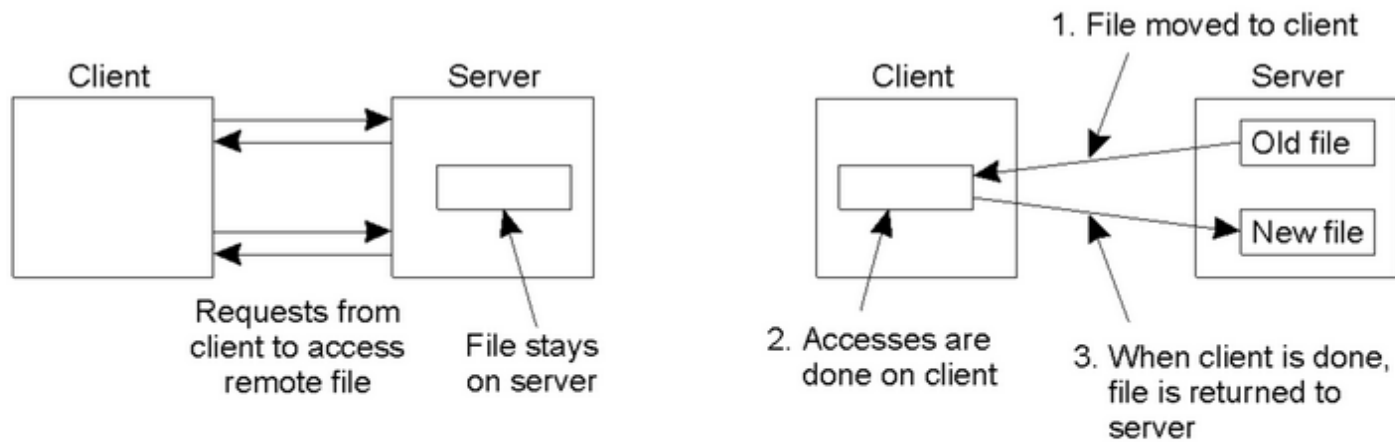 Client
Server
Requests from
client to access
remote file
File stays
on server
1. File moved to client
Client
Server
Old file
New file
2. Accesses are
done on client
3. When client is done,
file is returned to
server